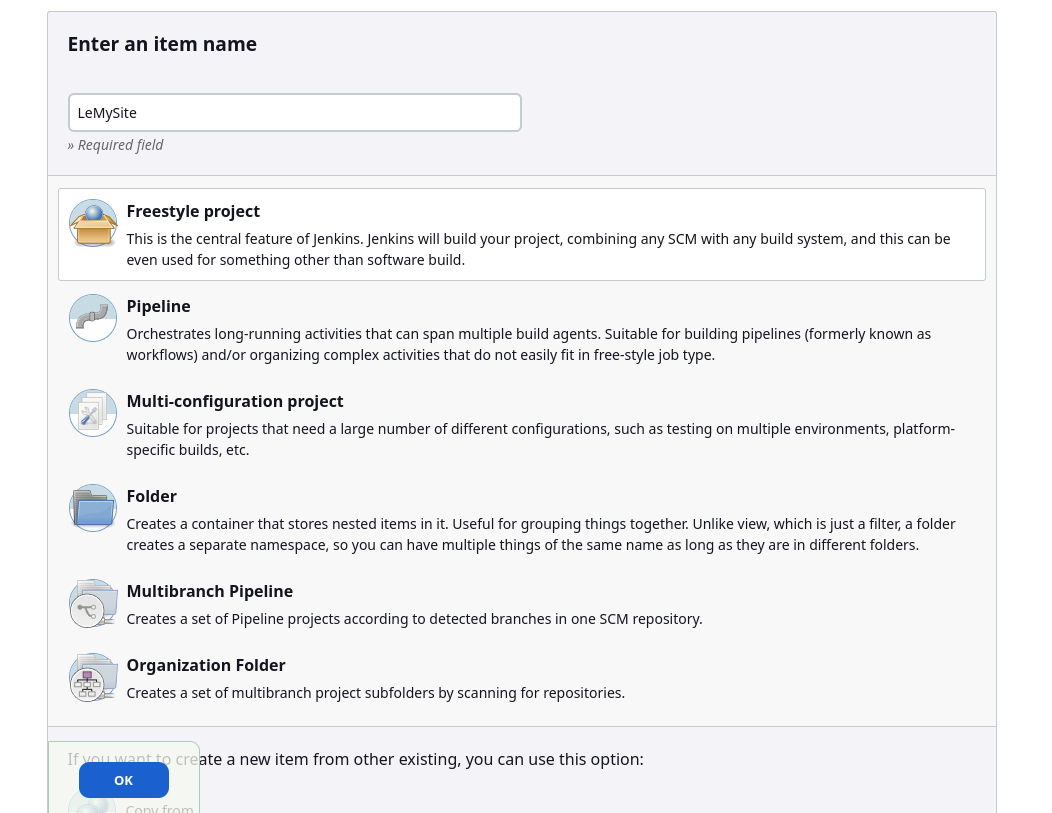 Enter an item name
LeMySite
» Required field
Freestyle project
This is the central feature of Jenkins. Jenkins will build your project, combining any SCM with any build system, and this can be
even used for something other than software build.
Pipeline
Orchestrates long-running activities that can span multiple build agents. Suitable for building pipelines (formerly known as
workflows) and/or organizing complex activities that do not easily fit in free-style job type.
Multi-configuration project
Suitable for projects that need a large number of different configurations, such as testing on multiple environments, platform-
specific builds, etc.
Folder
Creates a container that stores nested items in it. Useful for grouping things together. Unlike view, which is just a filter, a folder
creates a separate namespace, so you can have multiple things of the same name as long as they are in different folders.
Multibranch Pipeline
Creates a set of Pipeline projects according to detected branches in one SCM repository.
Organization Folder
Creates a set of multibranch project subfolders by scanning for repositories.
If you want to create a new item from other existing, you can use this option:
OK
Copy from